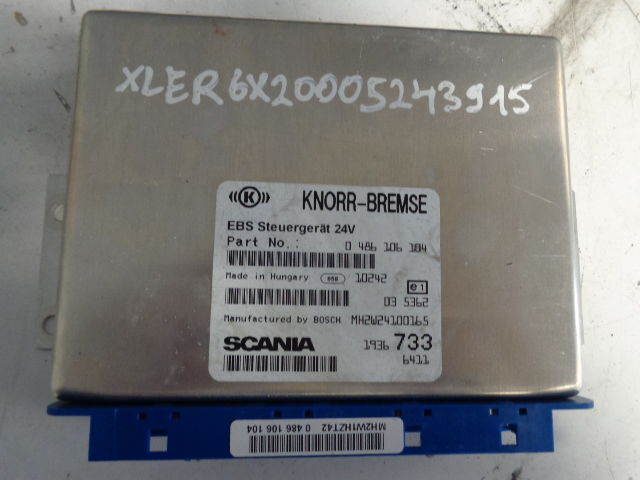 XLER6X20005243915
K KNORR-BREMSE
EBS Steuergerät 24V
Part No.: 0 486 106 104
Made in Hungary 050 10242 e1
03 5362
Manufactured by BOSCH MH2W24100165
SCANIA 1936 733
6411
MH2W1HZT42
0 486 106 104